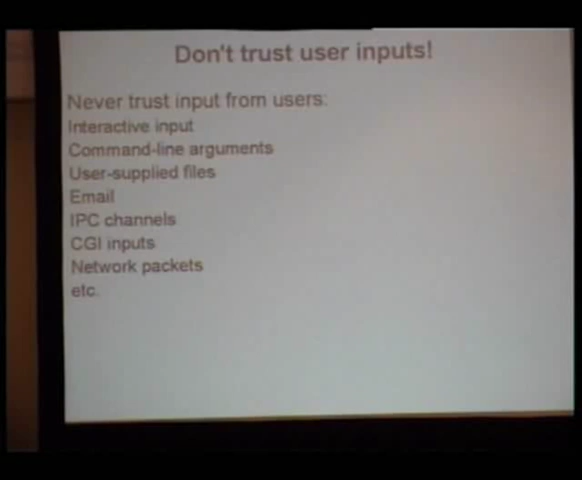 Don't trust user inputs!
Never trust input from users:
Interactive input
Command-line arguments
User-supplied files
Email
IPC channels
CGI inputs
Network packets
etc.